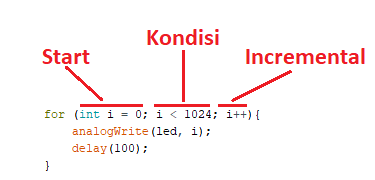 Kondisi
Start
Incremental
for (int i = 0; i < 1024; i++){
    analogWrite(led, i);
    delay(100);
}